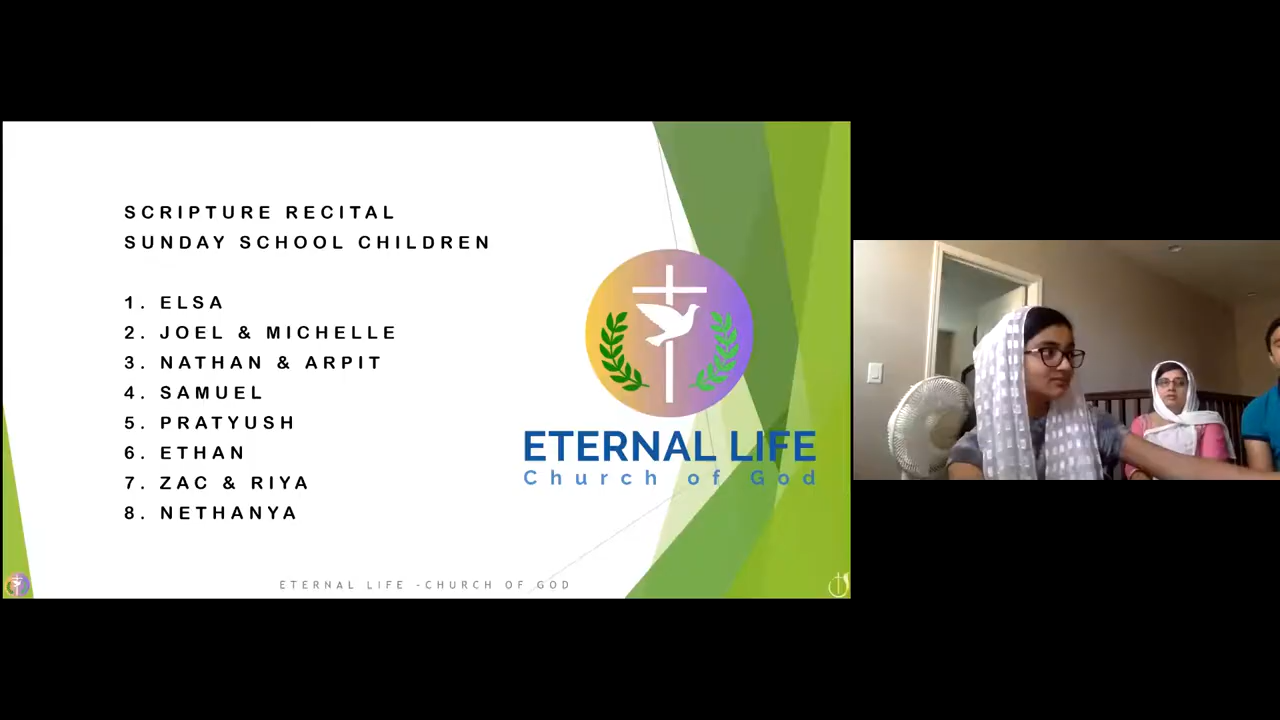 SCRIPTURE RECITAL
SUNDAY SCHOOL CHILDREN
1. ELSA
2. JOEL & MICHELLE
3. NATHAN & ARPIT
4. SAMUEL
5. PRATYUSH
6. ETHAN
7. ZAC & RIYA
8. NETHANYA
ETERNAL LIFE
Church of God
ETERNAL LIFE -CHURCH OF GOD